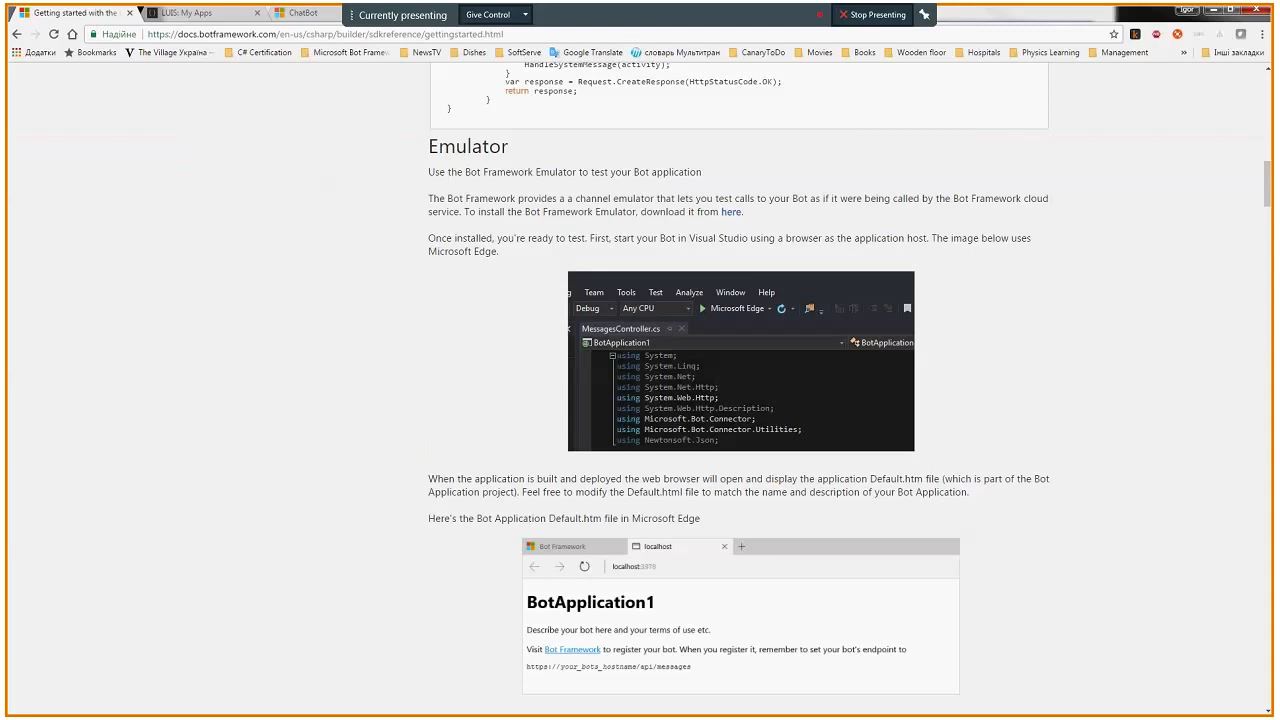 Getting started with the
LUIS: My Apps
ChatBot
Currently presenting
Give Control
Stop Presenting
Igor
Надійне
https://docs.botframework.com/en-us/csharp/builder/sdkreference/gettingstarted.html
Додатки
Bookmarks
The Village Україна
C# Certification
Microsoft Bot Framew
NewsTV
Dishes
SoftServe
Google Translate
словарь Мультитран
CanaryToDo
Movies
Books
Wooden floor
Hospitals
Physics Learning
Management
»
Інші закладки
HandleSystemMessage(activity);
}
var response = Request.CreateResponse(HttpStatusCode.OK);
return response;
}
}
Emulator
Use the Bot Framework Emulator to test your Bot application
The Bot Framework provides a a channel emulator that lets you test calls to your Bot as if it were being called by the Bot Framework cloud
service. To install the Bot Framework Emulator, download it from here.
Once installed, you're ready to test. First, start your Bot in Visual Studio using a browser as the application host. The image below uses
Microsoft Edge.
Team Tools Test Analyze Window Help
Debug Any CPU Microsoft Edge
MessagesController.cs
BotApplication1 BotApplication
using System;
using System.Linq;
using System.Net;
using System.Net.Http;
using System.Web.Http;
using System.Web.Http.Description;
using Microsoft.Bot.Connector;
using Microsoft.Bot.Connector.Utilities;
using Newtonsoft.Json;
When the application is built and deployed the web browser will open and display the application Default.htm file (which is part of the Bot
Application project). Feel free to modify the Default.html file to match the name and description of your Bot Application.
Here's the Bot Application Default.htm file in Microsoft Edge
Bot Framework
localhost
localhost:3978
BotApplication1
Describe your bot here and your terms of use etc.
Visit Bot Framework to register your bot. When you register it, remember to set your bot's endpoint to
https://your_bots_hostname/api/messages